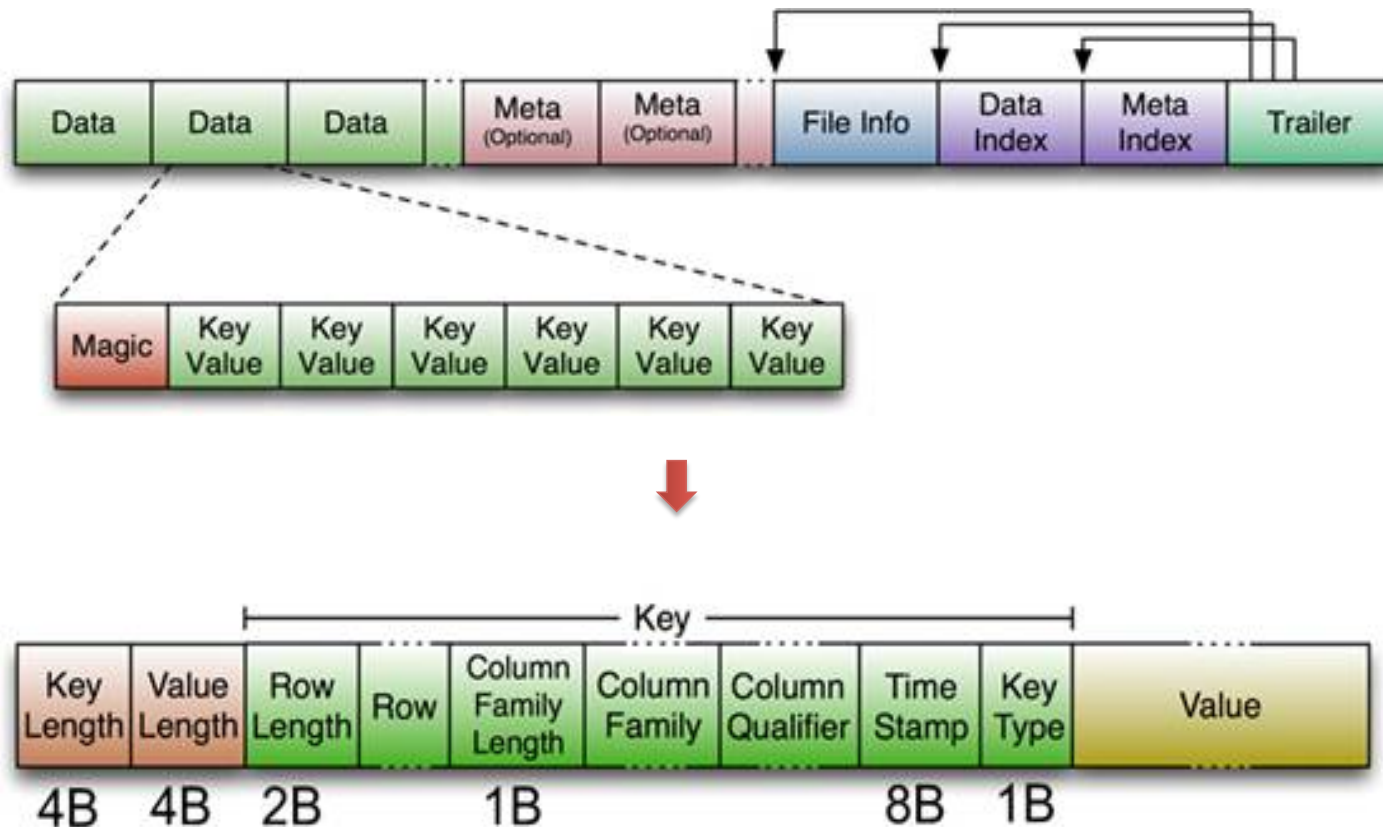 Data
Data
Data
Meta
(Optional)
Meta
(Optional)
File Info
Data
Index
Meta
Index
Trailer
Magic
Key
Value
Key
Value
Key
Value
Key
Value
Key
Value
Key
Value
Key
Key
Length
Value
Length
Row
Length
Row
Column
Family
Length
Column
Family
Column
Qualifier
Time
Stamp
Key
Type
Value
4B
4B
2B
1B
8B
1B